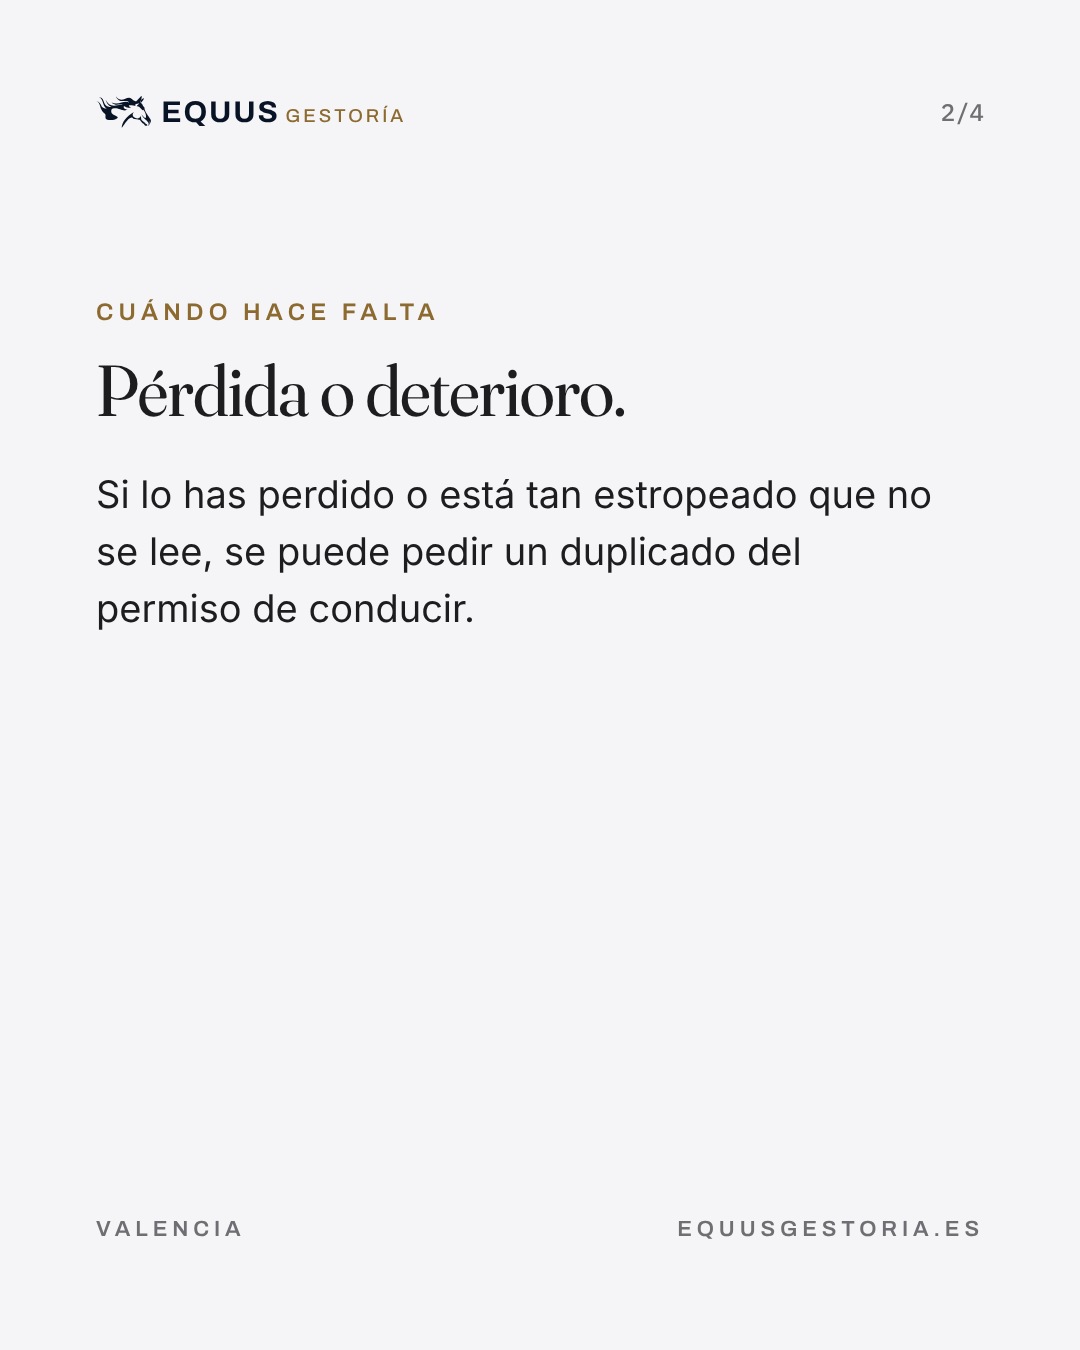 EQUUS GESTORÍA
2/4
CUÁNDO HACE FALTA
Pérdida o deterioro.
Si lo has perdido o está tan estropeado que no
se lee, se puede pedir un duplicado del
permiso de conducir.
VALENCIA
EQUUSGESTORIA.ES